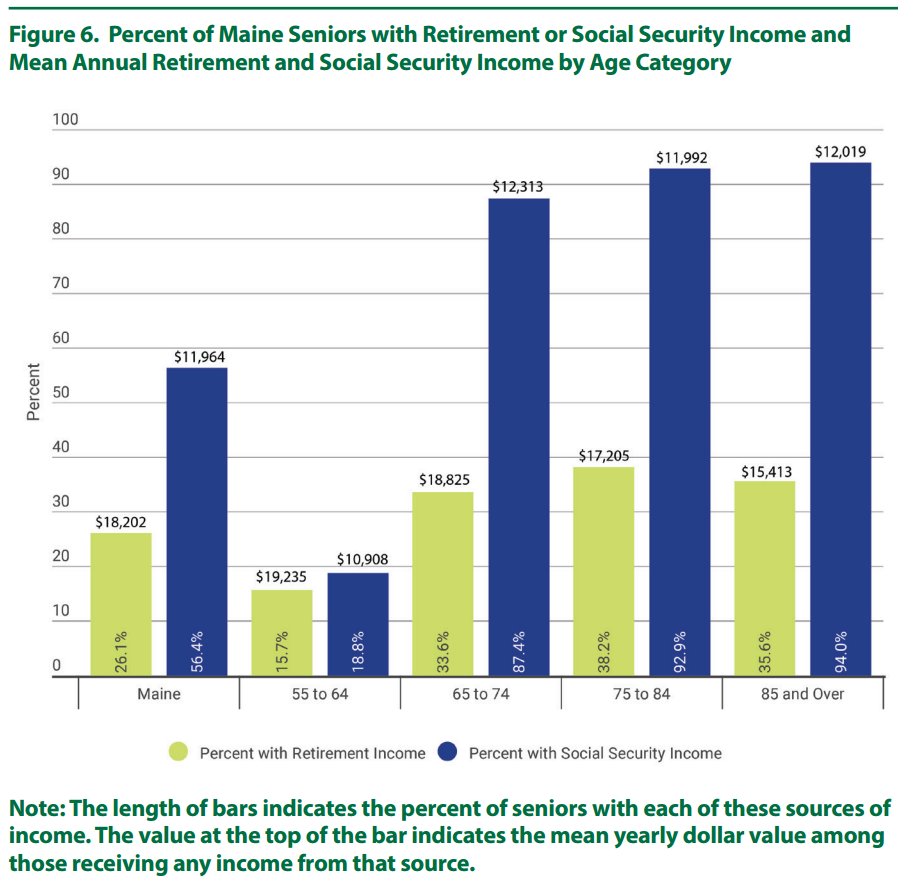 Figure 6.  Percent of Maine Seniors with Retirement or Social Security Income and
Mean Annual Retirement and Social Security Income by Age Category
100
90
80
70
60
50
40
30
20
10
0
Percent
$18,202
$11,964
$19,235
$10,908
$18,825
$12,313
$17,205
$11,992
$15,413
$12,019
26.1%
56.4%
15.7%
18.8%
33.6%
87.4%
38.2%
92.9%
35.6%
94.0%
Maine
55 to 64
65 to 74
75 to 84
85 and Over
Percent with Retirement Income
Percent with Social Security Income
Note: The length of bars indicates the percent of seniors with each of these sources of
income. The value at the top of the bar indicates the mean yearly dollar value among
those receiving any income from that source.